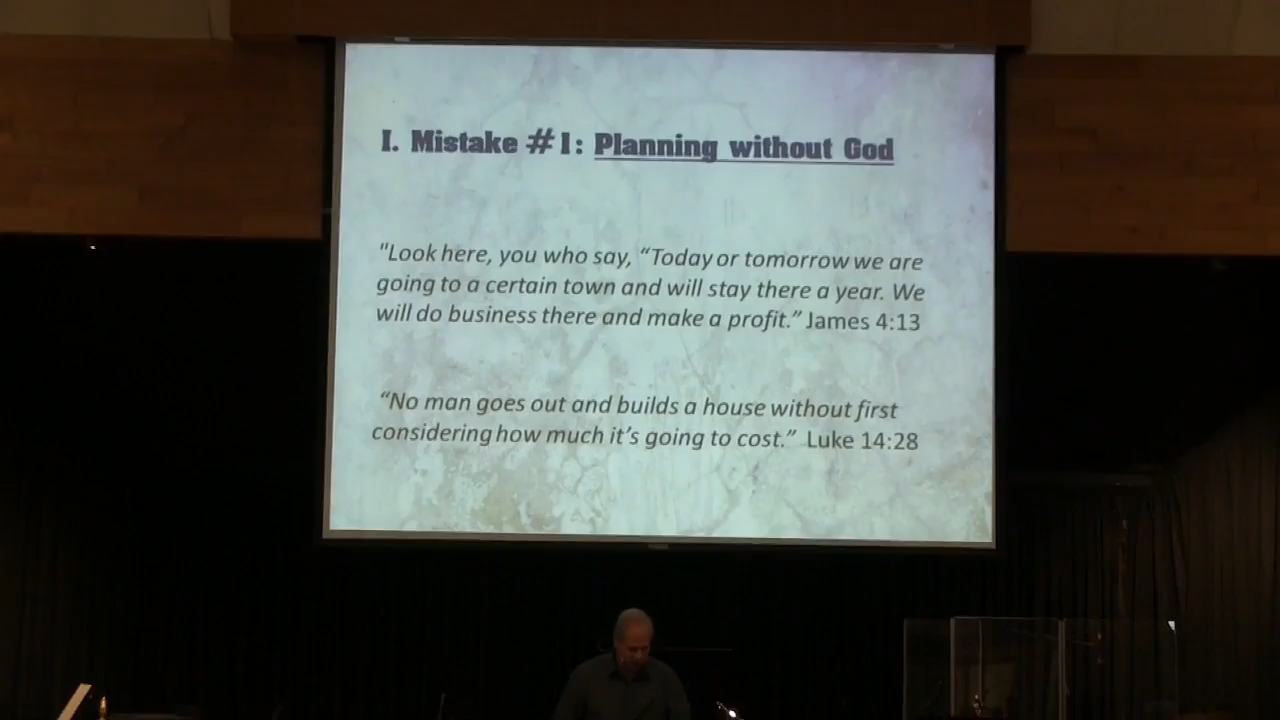 I. Mistake #1: Planning without God
"Look here, you who say, “Today or tomorrow we are
going to a certain town and will stay there a year. We
will do business there and make a profit.” James 4:13
“No man goes out and builds a house without first
considering how much it’s going to cost.” Luke 14:28